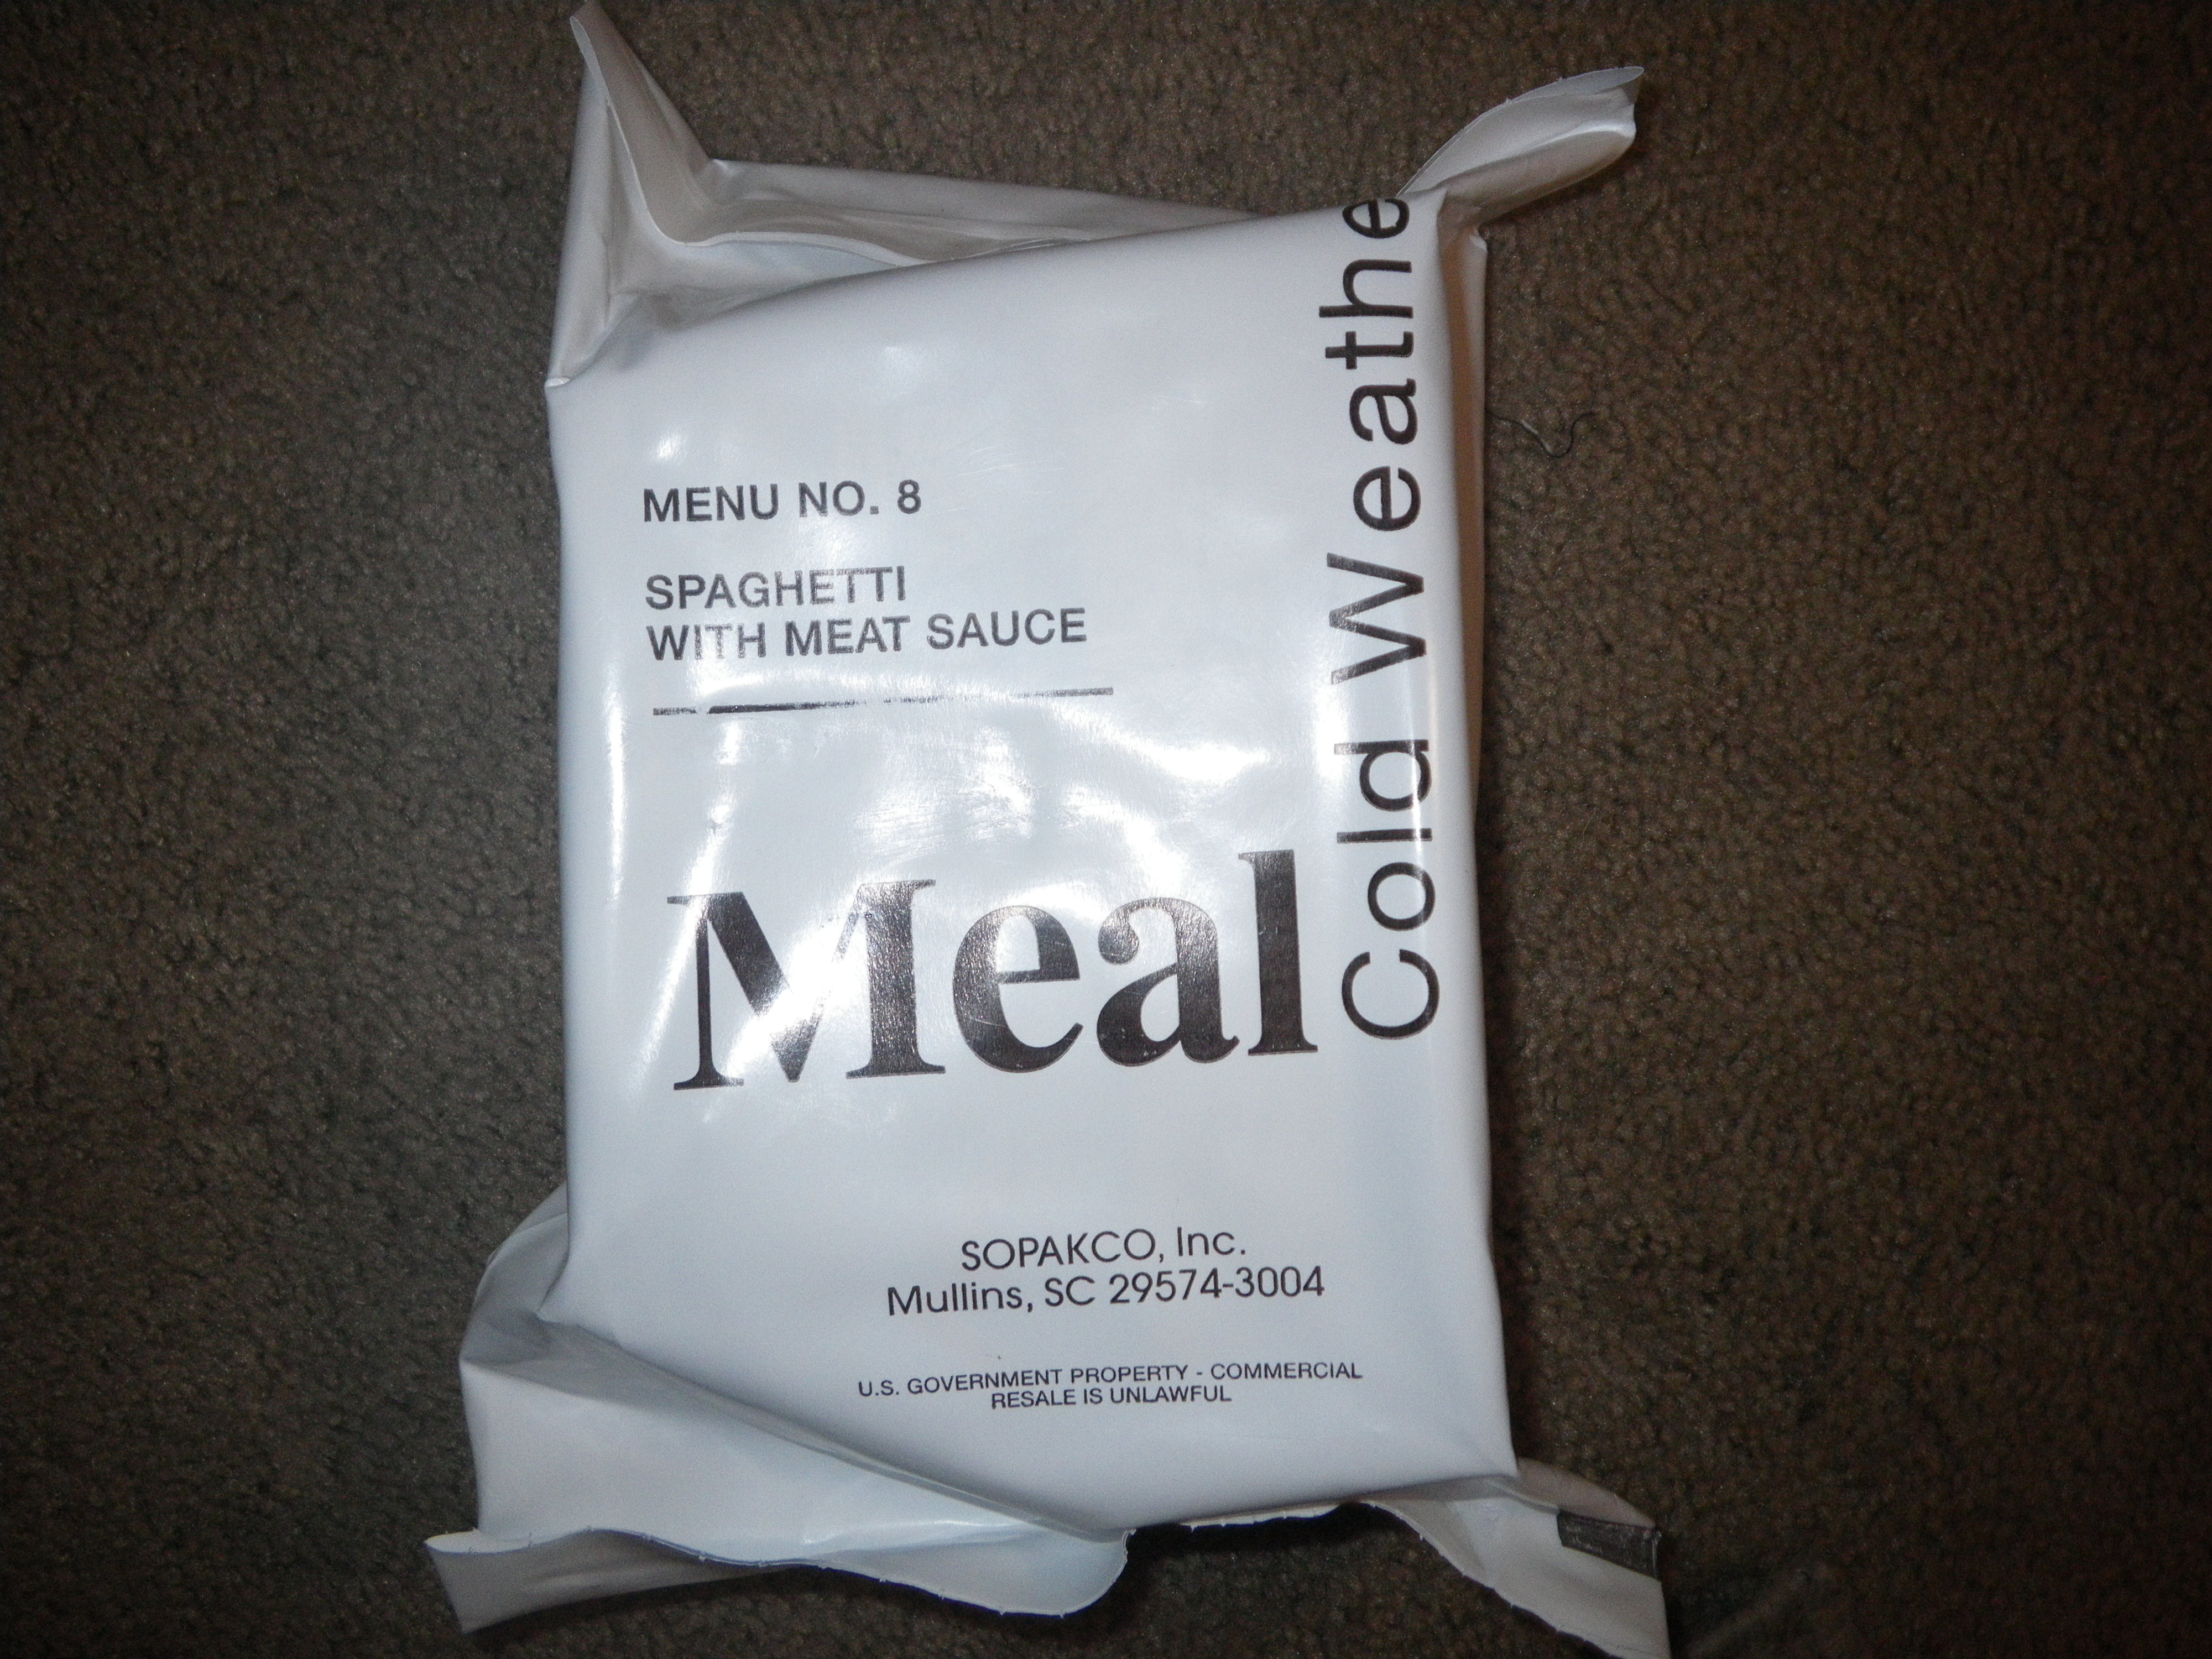 MENU NO. 8
SPAGHETTI
WITH MEAT SAUCE
Meal
Cold Weathe
SOPAKCO, Inc.
Mullins, SC 29574-3004
U.S. GOVERNMENT PROPERTY - COMMERCIAL
RESALE IS UNLAWFUL